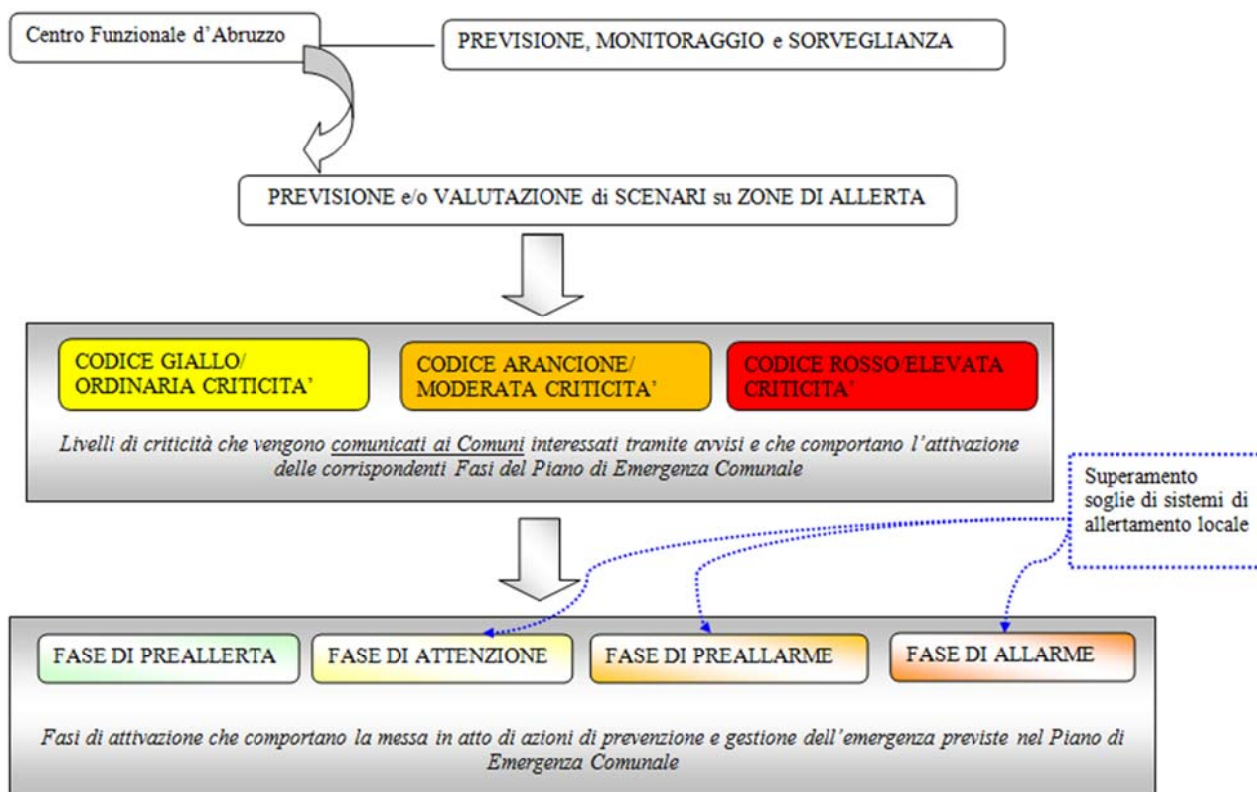 Centro Funzionale d'Abruzzo
PREVISIONE, MONITORAGGIO e SORVEGLIANZA
PREVISIONE e/o VALUTAZIONE di SCENARI su ZONE DI ALLERTA
CODICE GIALLO/
ORDINARIA CRITICITA'
CODICE ARANCIONE/
MODERATA CRITICITA'
CODICE ROSSO/ELEVATA
CRITICITA'
Livelli di criticità che vengono comunicati ai Comuni interessati tramite avvisi e che comportano l'attivazione
delle corrispondenti Fasi del Piano di Emergenza Comunale
Superamento
soglie di sistemi di
allertamento locale
FASE DI PREALLERTA
FASE DI ATTENZIONE
FASE DI PREALLARME
FASE DI ALLARME
Fasi di attivazione che comportano la messa in atto di azioni di prevenzione e gestione dell'emergenza previste nel Piano di
Emergenza Comunale